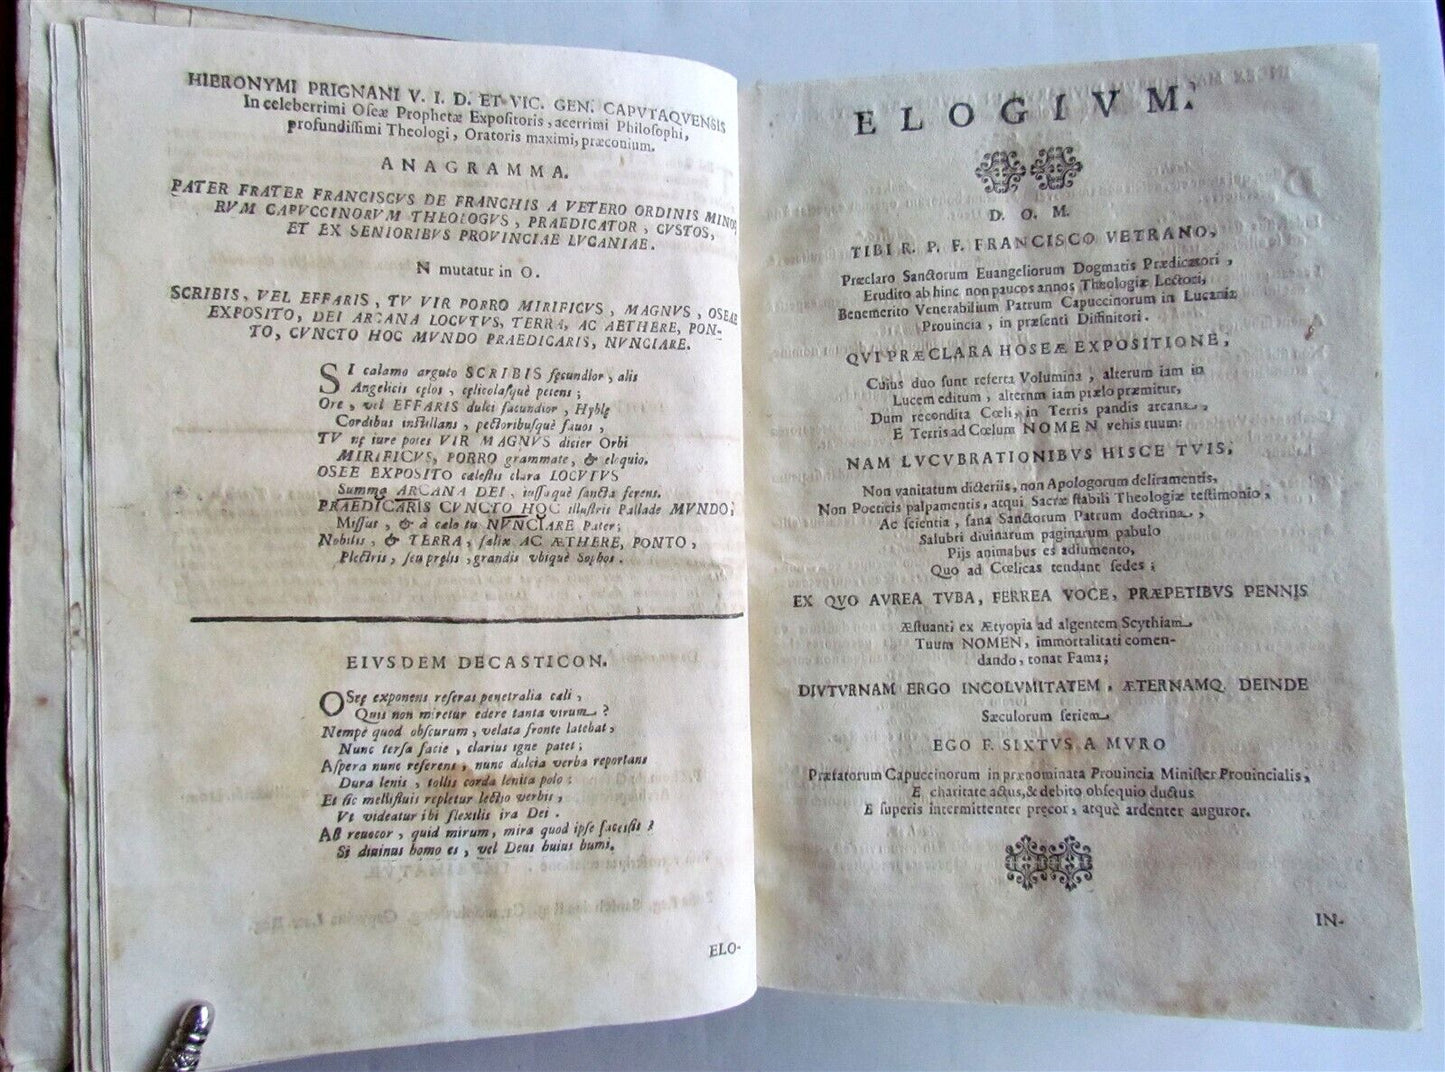 HIERONYMI PRIGNANI V. I. D. ET VIC. GEN. CAPVTAQVENSIS
In celeberrimi Oseæ Prophetæ Expositoris, acerrimi Philosophi,
profundissimi Theologi, Oratoris maximi, præconium.
ANAGRAMMA.
PATER FRATER FRANCISCVS DE FRANCHIS A VETERO ORDINIS MINO-
RVM CAPVCCINORVM THEOLOGVS, PRAEDICATOR, CVSTOS,
ET EX SENIORIBVS PROVINCIAE LVCANIAE.
N mutatur in O.
SCRIBIS, VEL EFFARIS, TV VIR PORRO MIRIFICVS, MAGNVS, OSEAE
EXPOSITO, DEI ARCANA LOCVTVS, TERRA, AC AETHERE, PON-
TO, CVNCTO HOC MVNDO PRAEDICARIS, NVNCIARE.
SI calamo arguto SCRIBIS fęcundior, alis
Angelicis cęlos, cęlicolasquè petens;
Ore, vel EFFARIS dulci facundior, Hyblę
Cordibus instillans, pectoribusquè fauos,
TV nę iure potes VIR MAGNVS dicier Orbi
MIRIFICVS, PORRO grammate, & eloquio.
OSEE EXPOSITO cælestis clara LOCVTVS
Summa ARCANA DEI, iussaquè sancta ferens.
PRAEDICARIS CVNCTO HOC illustris Pallade MVNDO;
Missus, & à cælo tu NVNCIARE Pater;
Nobilis, & TERRA, fælix AC ÆTHERE, PONTO,
Plectris, seu prælis, grandis vbiquè Sophos.
EIVSDEM DECASTICON.
OSeę exponens reseras penetralia cæli,
Quis non miretur edere tanta virum?
Nempè quod obscurum, velata fronte latebat,
Nunc tersa facie, clarius igne patet;
Aspera nunc referens, nunc dulcia verba reportans
Dura lenis, tollis corda lenita polo:
Et sic mellifluis repletur lectio verbis,
Vt videatur ibi flexilis ira Dei.
Aß reuocor, quid mirum, mira quod ipse facessis?
Si diuinus homo es, vel Deus huius humi.
ELO-
ELOGIVM.
D. O. M.
TIBI R. P. F. FRANCISCO VETRANO,
Præclaro Sanctorum Euangeliorum Dogmatis Prædicatori,
Erudito ab hinc non paucos annos Theologiæ Lectori,
Benemerito Venerabilium Patrum Capuccinorum in Lucaniæ
Prouincia, in præsenti Diffinitori.
QVI PRÆCLARA HOSEÆ EXPOSITIONE,
Cuius duo sunt referta Volumina, alterum iam in
Lucem editum, alterum iam prælo præmitur,
Dum recondita Cœli, in Terris pandis arcana,
E Terris ad Cœlum NOMEN vehis tuum:
NAM LVCVBRATIONIBVS HISCE TVIS,
Non vanitatum dicteriis, non Apologorum deliramentis,
Non Poeticis palpamentis, acqui Sacræ stabili Theologiæ testimonio,
Ac scientia, sana Sanctorum Patrum doctrina,
Salubri diuinarum paginarum pabulo
Pijs animabus es adiumento,
Quo ad Cœlicas tendant sedes;
EX QVO AVREA TVBA, FERREA VOCE, PRÆPETIBVS PENNIS
Æstuanti ex Ætyopia ad algentem Scythiam
Tuum NOMEN, immortalitati comen-
dando, tonat Fama;
DIVTVRNAM ERGO INCOLVMITATEM, ÆTERNAMQ. DEINDE
Sæculorum seriem
EGO F. SIXTVS A MVRO
Præfatorum Capuccinorum in prænominata Prouincia Minister Prouincialis,
E charitate actus, & debito obsequio ductus
E superis intermittenter pręcor, atquè ardenter auguror.
IN-